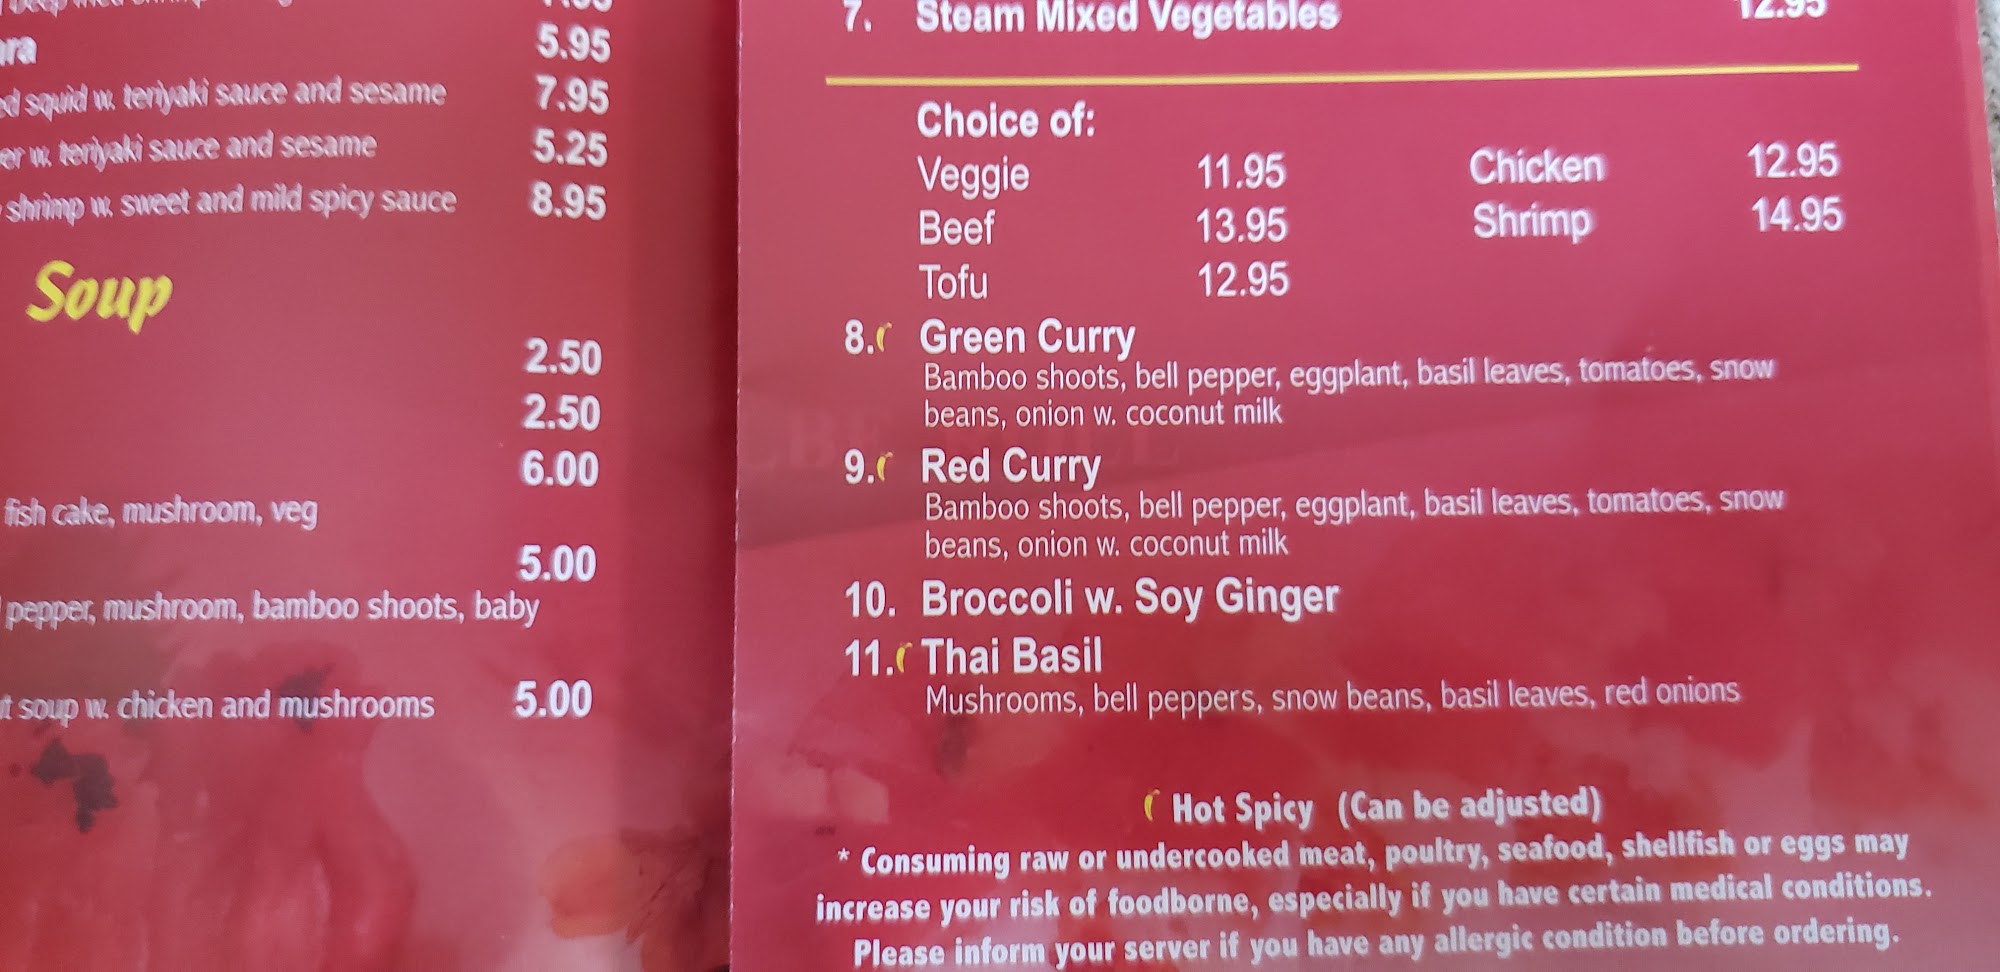 5.95
squid w. teriyaki sauce and sesame 7.95
w. teriyaki sauce and sesame 5.25
shrimp w. sweet and mild spicy sauce 8.95
Soup
2.50
2.50
6.00
fish cake, mushroom, veg
5.00
pepper, mushroom, bamboo shoots, baby
soup w. chicken and mushrooms 5.00
7. Steam Mixed Vegetables 12.95
Choice of:
Veggie 11.95 Chicken 12.95
Beef 13.95 Shrimp 14.95
Tofu 12.95
8. Green Curry
Bamboo shoots, bell pepper, eggplant, basil leaves, tomatoes, snow
beans, onion w. coconut milk
9. Red Curry
Bamboo shoots, bell pepper, eggplant, basil leaves, tomatoes, snow
beans, onion w. coconut milk
10. Broccoli w. Soy Ginger
11. Thai Basil
Mushrooms, bell peppers, snow beans, basil leaves, red onions
Hot Spicy (Can be adjusted)
* Consuming raw or undercooked meat, poultry, seafood, shellfish or eggs may
increase your risk of foodborne, especially if you have certain medical conditions.
Please inform your server if you have any allergic condition before ordering.